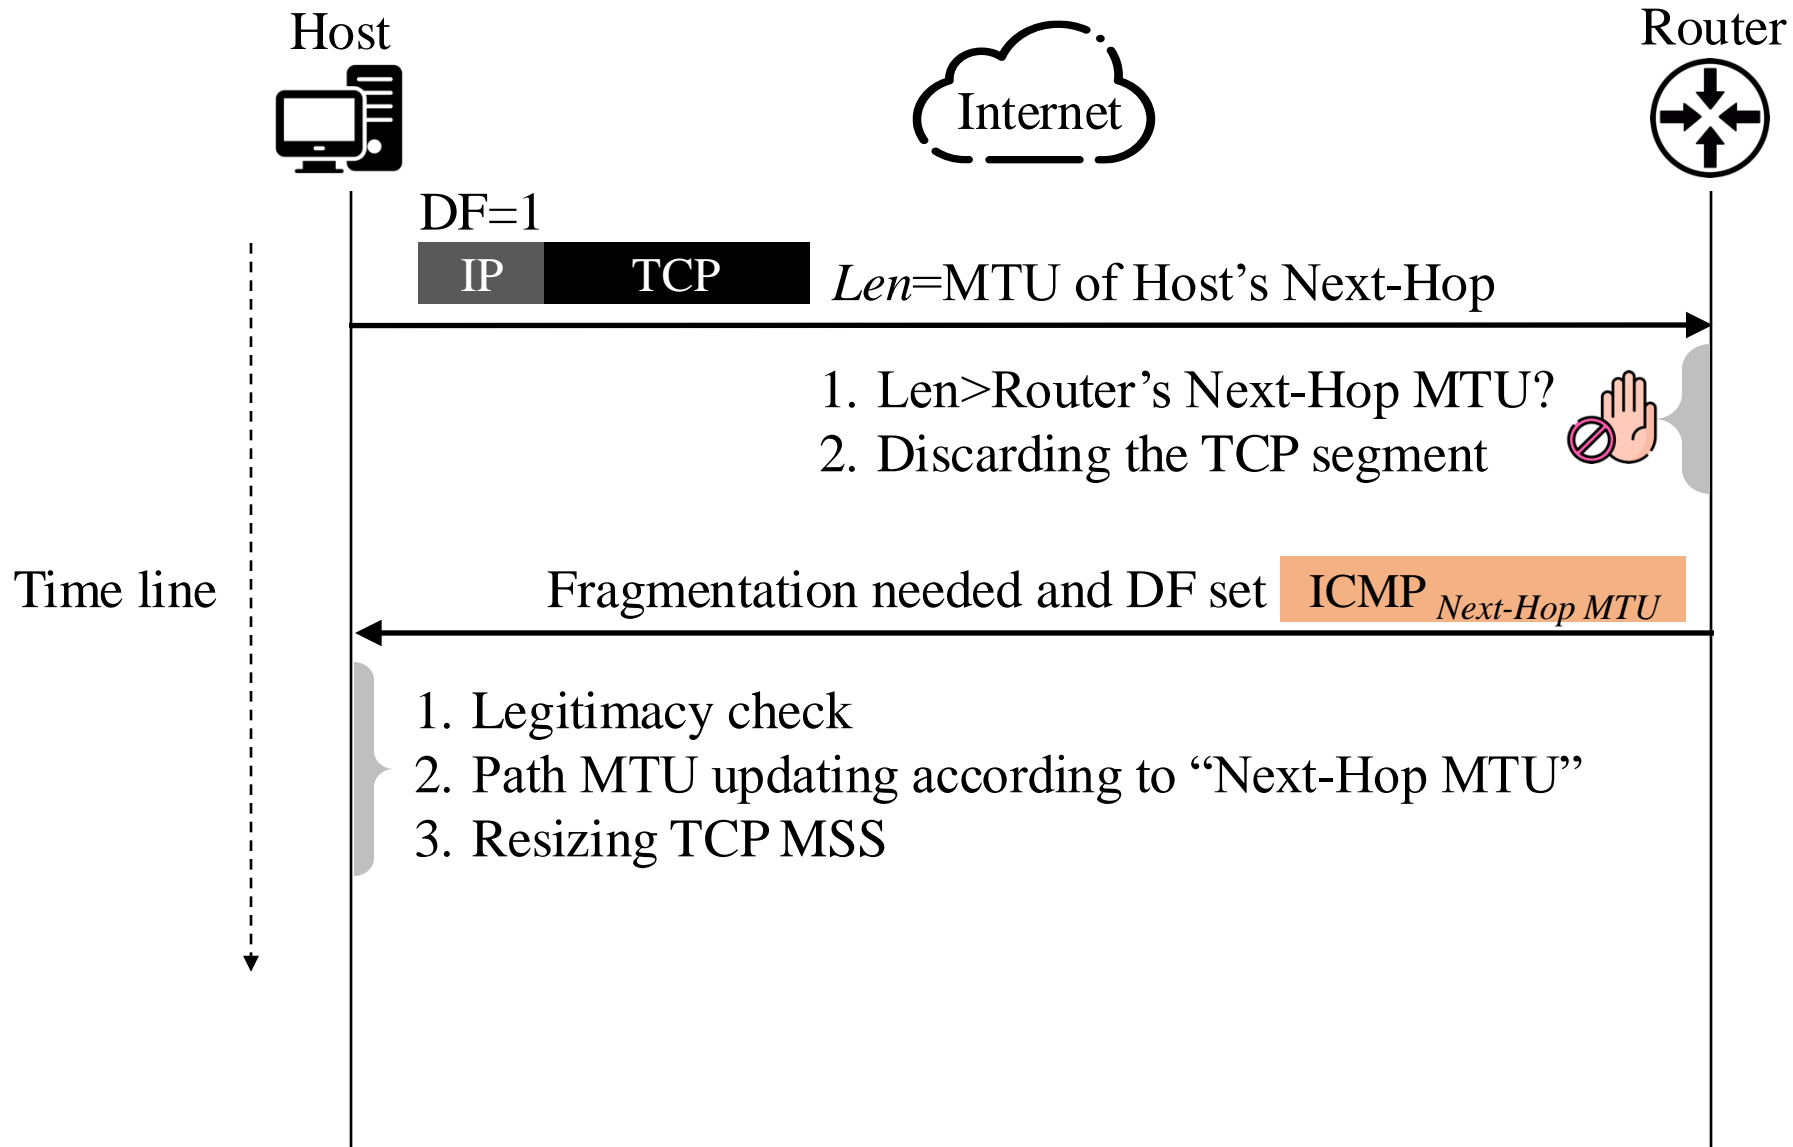 Host
Internet
Router
DF=1
IP TCP
Len=MTU of Host’s Next-Hop
1. Len>Router’s Next-Hop MTU?
2. Discarding the TCP segment
Time line
Fragmentation needed and DF set
ICMP Next-Hop MTU
1. Legitimacy check
2. Path MTU updating according to “Next-Hop MTU”
3. Resizing TCP MSS